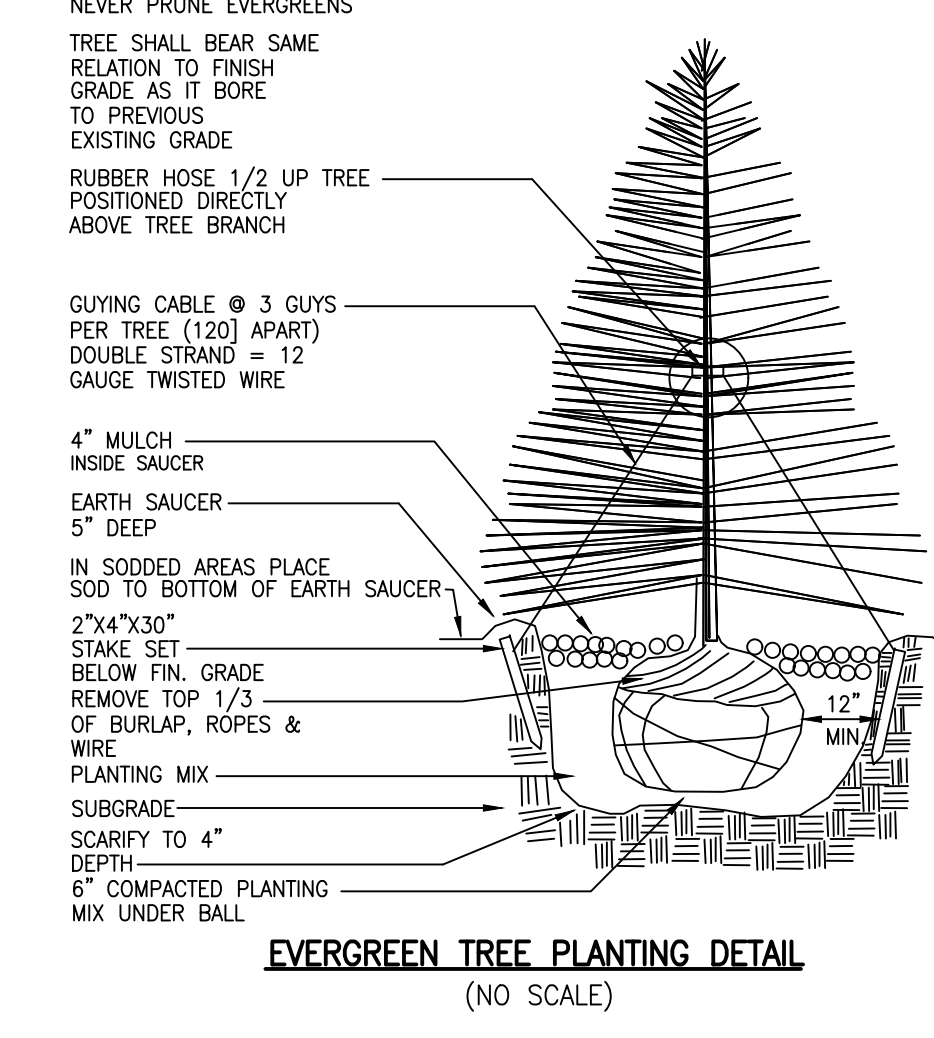 NEVER PRUNE EVERGREENS
TREE SHALL BEAR SAME
RELATION TO FINISH
GRADE AS IT BORE
TO PREVIOUS
EXISTING GRADE
RUBBER HOSE 1/2 UP TREE
POSITIONED DIRECTLY
ABOVE TREE BRANCH
GUYING CABLE @ 3 GUYS
PER TREE (120] APART)
DOUBLE STRAND = 12
GAUGE TWISTED WIRE
4" MULCH
INSIDE SAUCER
EARTH SAUCER
5" DEEP
IN SODDED AREAS PLACE
SOD TO BOTTOM OF EARTH SAUCER
2"X4"X30"
STAKE SET
BELOW FIN. GRADE
REMOVE TOP 1/3
OF BURLAP, ROPES &
WIRE
PLANTING MIX
SUBGRADE
SCARIFY TO 4"
DEPTH
6" COMPACTED PLANTING
MIX UNDER BALL
12"
MIN.
EVERGREEN TREE PLANTING DETAIL
(NO SCALE)